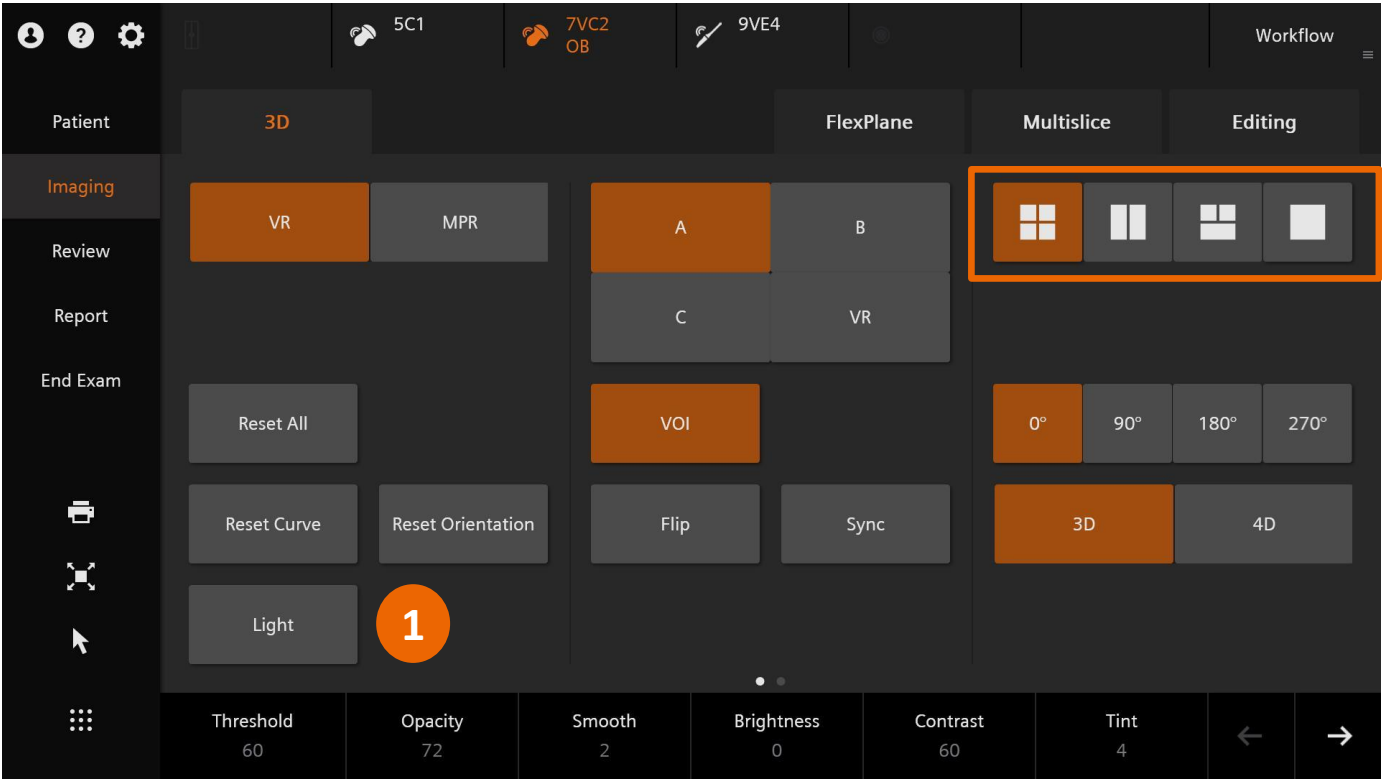 5C1
7VC2
OB
9VE4
Workflow
Patient
Imaging
Review
Report
End Exam
3D
FlexPlane
Multislice
Editing
VR
MPR
A
B
C
VR
Reset All
VOI
0°
90°
180°
270°
Reset Curve
Reset Orientation
Flip
Sync
3D
4D
Light
1
Threshold
60
Opacity
72
Smooth
2
Brightness
0
Contrast
60
Tint
4